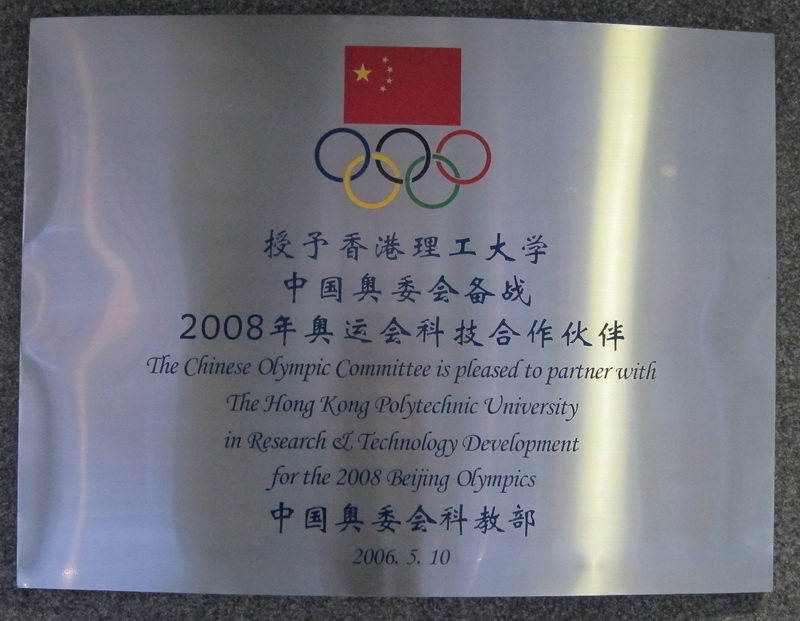 授予香港理工大学
中国奥委会备战
2008年奥运会科技合作伙伴
The Chinese Olympic Committee is pleased to partner with
The Hong Kong Polytechnic University
in Research & Technology Development
for the 2008 Beijing Olympics
中国奥委会科教部
2006. 5. 10